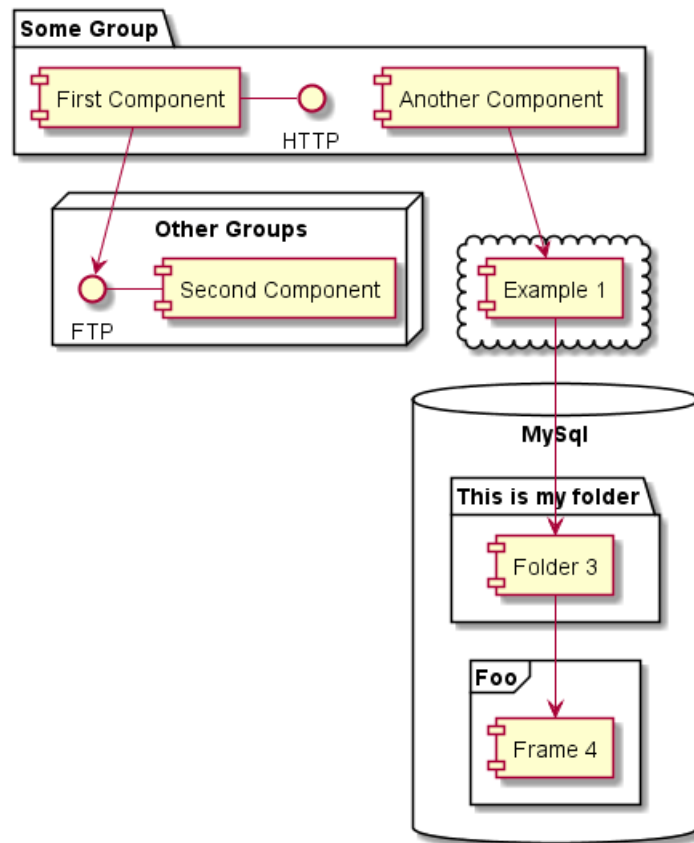 Some Group
First Component
Another Component
HTTP
Other Groups
Second Component
FTP
Example 1
MySql
This is my folder
Folder 3
Foo
Frame 4